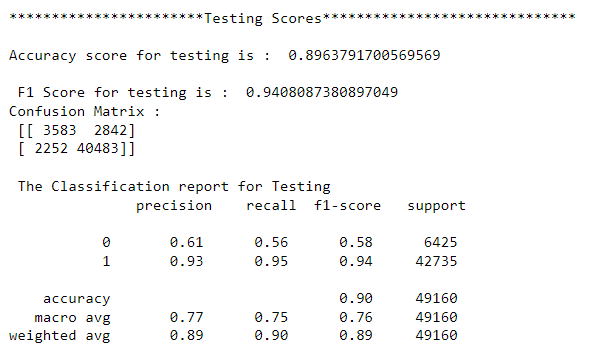 ***********************Testing Scores******************************
Accuracy score for testing is :  0.8963791700569569
F1 Score for testing is :  0.9408087380897049
Confusion Matrix :
[[ 3583  2842]
[ 2252 40483]]
The Classification report for Testing
precision    recall  f1-score   support
0       0.61      0.56      0.58      6425
1       0.93      0.95      0.94     42735
accuracy                           0.90     49160
macro avg       0.77      0.75      0.76     49160
weighted avg       0.89      0.90      0.89     49160